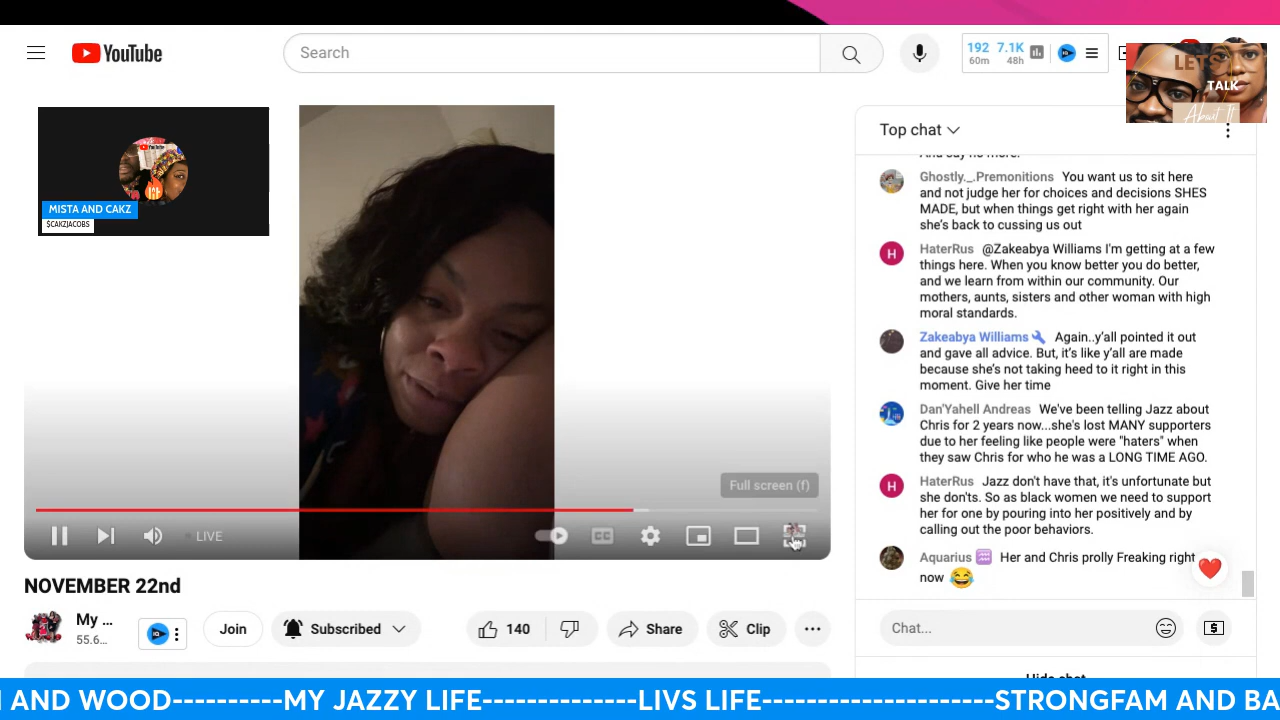 YouTube
Search
192 7.1K
60m 48h
LETS
TALK
About It
MISTA AND CAKZ
$CAKZJACOBS
Full screen (f)
LIVE
CC
NOVEMBER 22nd
My ...
55.6...
Join
Subscribed
140
Share
Clip
Top chat
And say no more.
Ghostly._.Premonitions You want us to sit here
and not judge her for choices and decisions SHES
MADE, but when things get right with her again
she's back to cussing us out
H
HaterRus @Zakeabya Williams I'm getting at a few
things here. When you know better you do better,
and we learn from within our community. Our
mothers, aunts, sisters and other woman with high
moral standards.
Zakeabya Williams Again..y'all pointed it out
and gave all advice. But, it's like y'all are made
because she's not taking heed to it right in this
moment. Give her time
Dan'Yahell Andreas We've been telling Jazz about
Chris for 2 years now...she's lost MANY supporters
due to her feeling like people were "haters" when
they saw Chris for who he was a LONG TIME AGO.
H
HaterRus Jazz don't have that, it's unfortunate but
she don'ts. So as black women we need to support
her for one by pouring into her positively and by
calling out the poor behaviors.
Aquarius ♒ Her and Chris prolly Freaking right
now 😂
Chat...
Hide chat
AND WOOD----------MY JAZZY LIFE--------------LIVS LIFE---------------------STRONGFAM AND BA